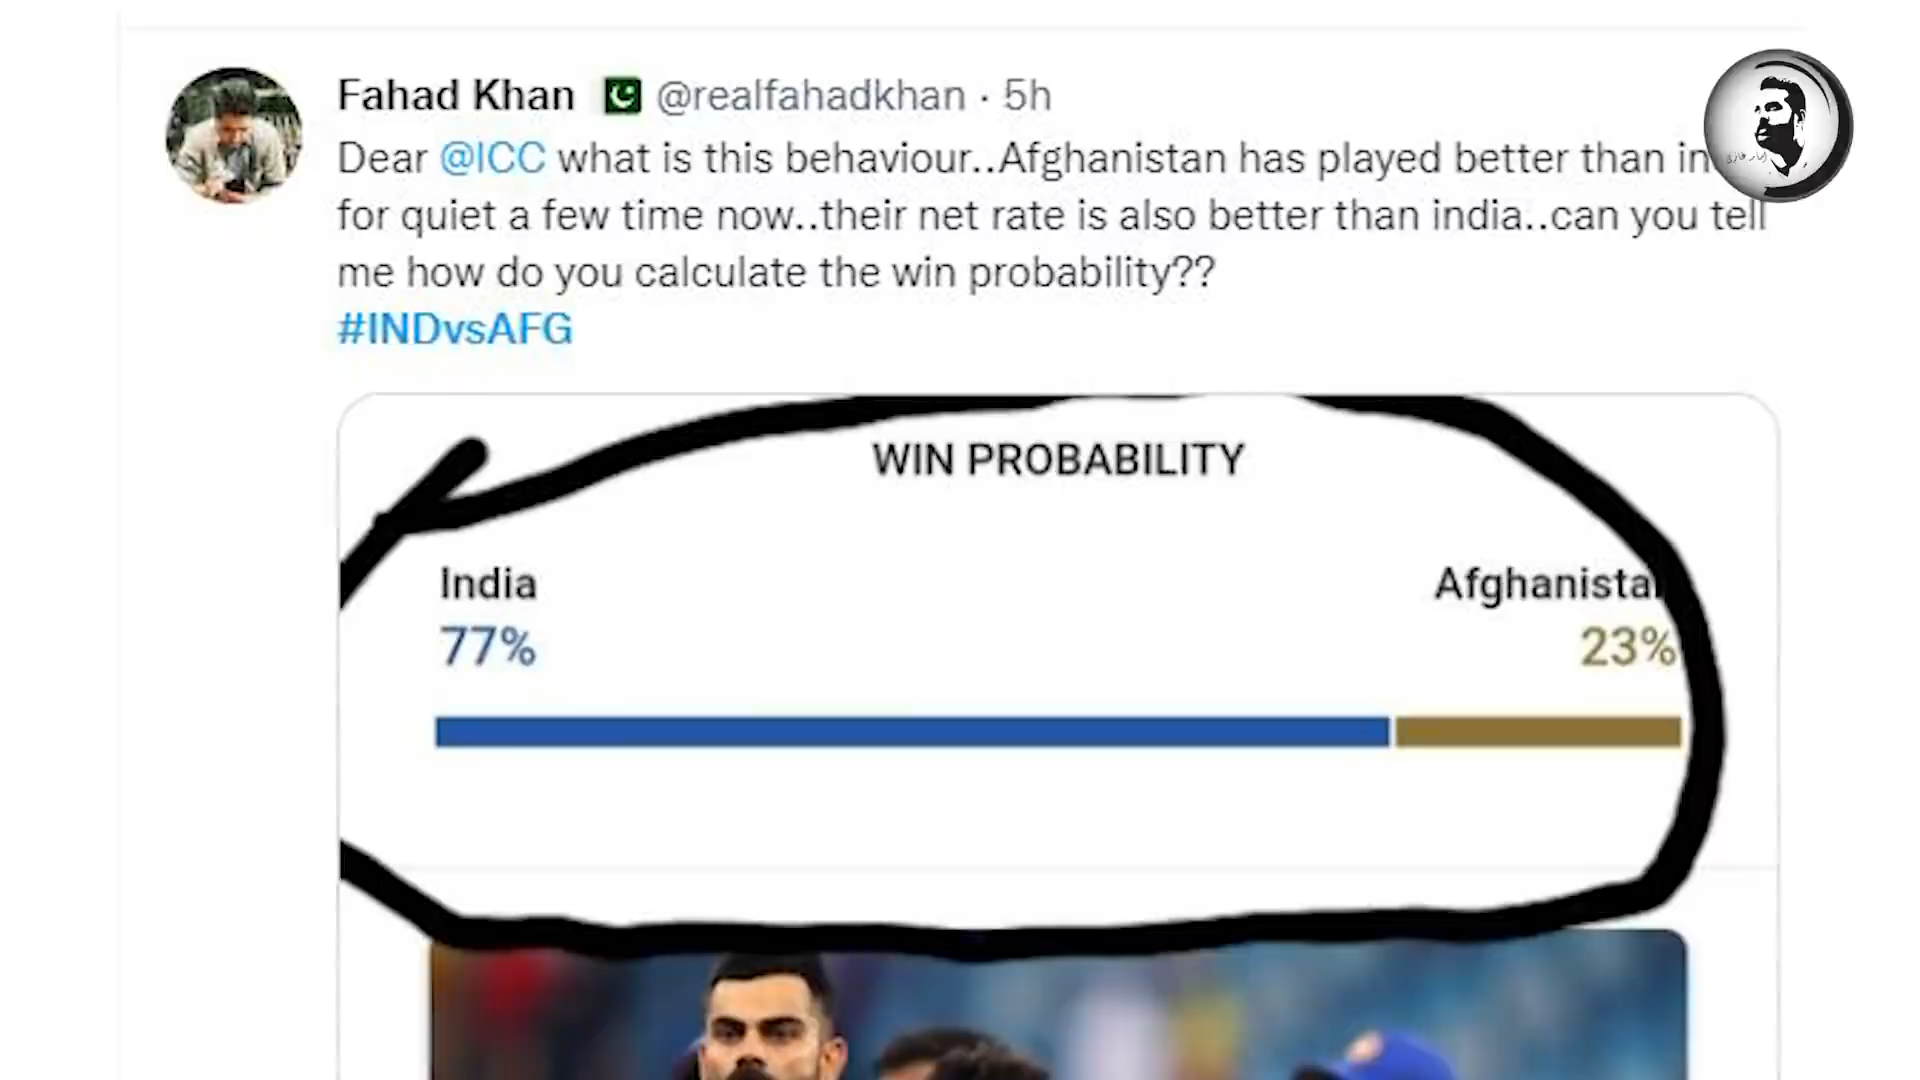 Fahad Khan @realfahadkhan · 5h
Dear @ICC what is this behaviour..Afghanistan has played better than in
for quiet a few time now..their net rate is also better than india..can you tell
me how do you calculate the win probability??
#INDvsAFG
WIN PROBABILITY
India Afghanistan
77% 23%